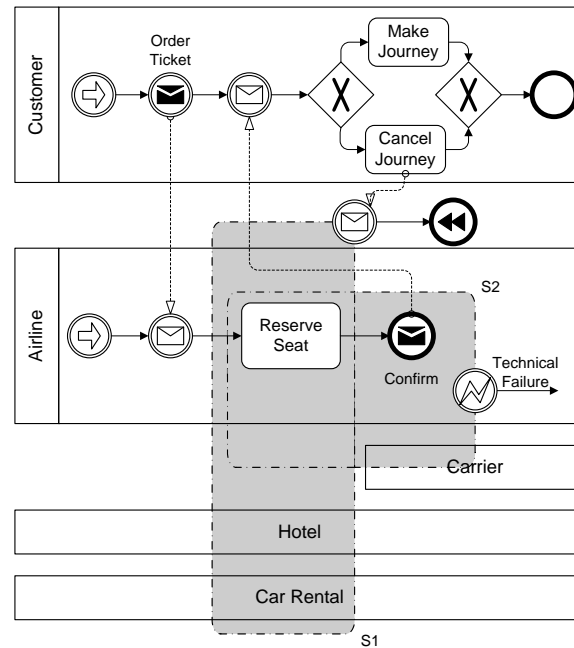 Customer
Order
Ticket
Make
Journey
Cancel
Journey
Airline
S2
Reserve
Seat
Confirm
Technical
Failure
Carrier
Hotel
Car Rental
S1